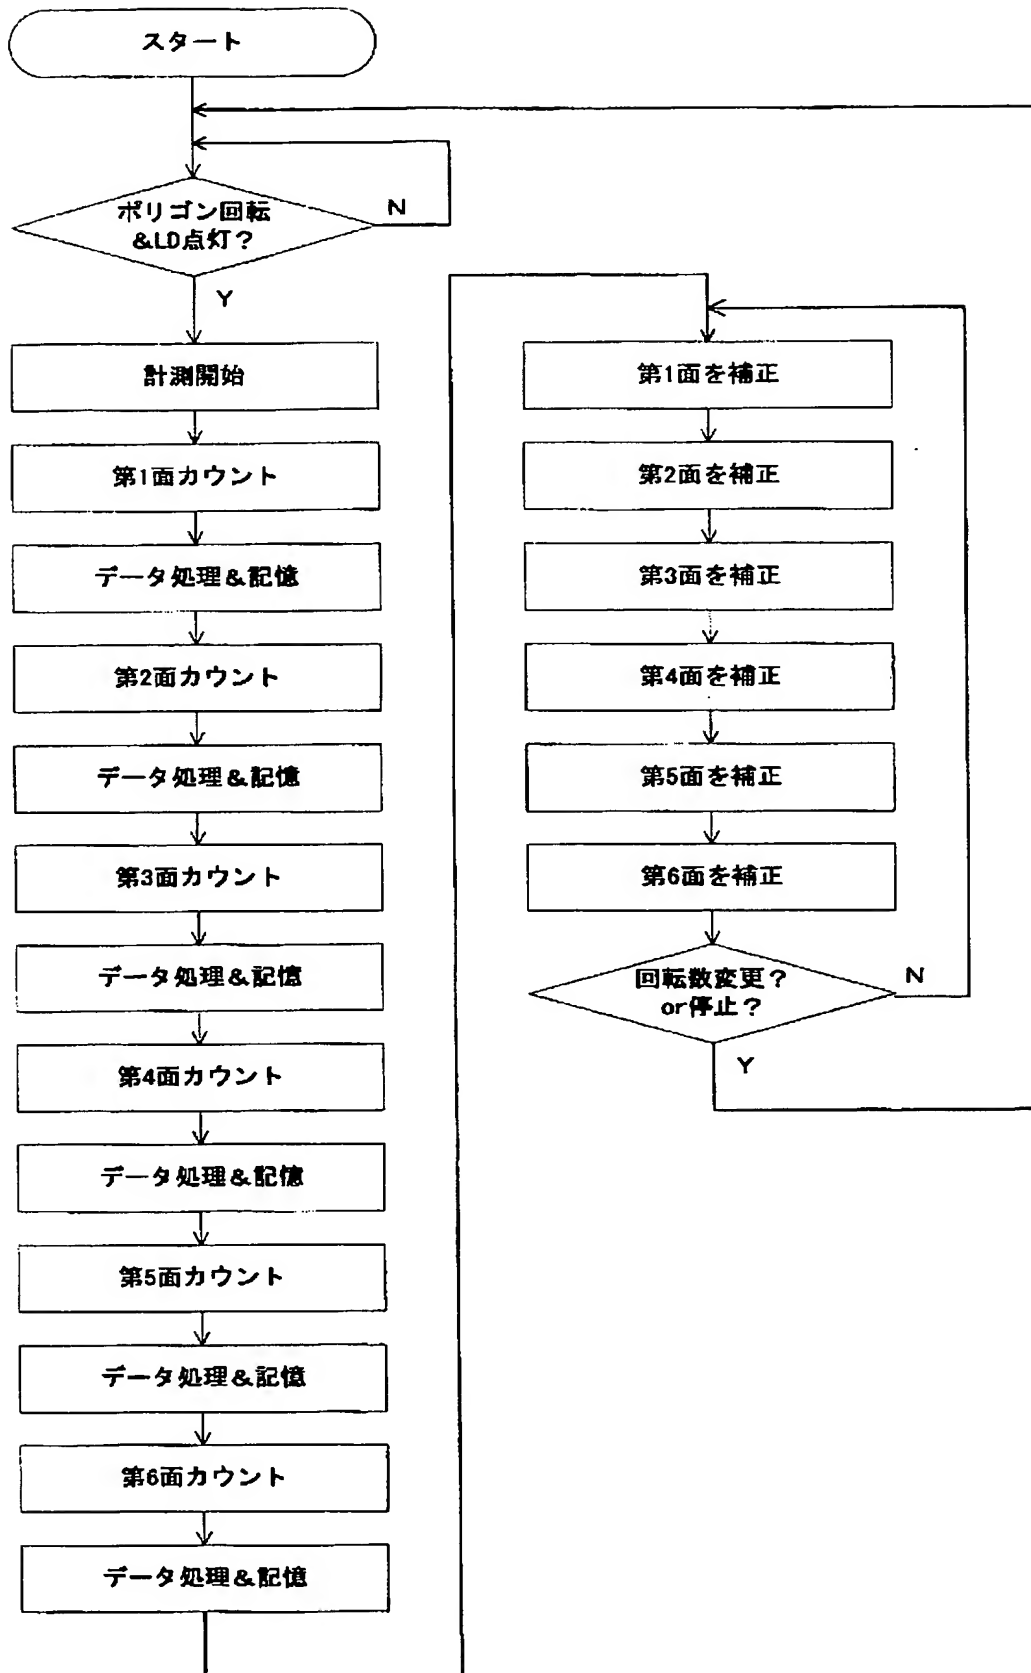 スタート
ポリゴン回転
&LD点灯?
N
Y
計測開始
第1面カウント
データ処理&記憶
第2面カウント
データ処理&記憶
第3面カウント
データ処理&記憶
第4面カウント
データ処理&記憶
第5面カウント
データ処理&記憶
第6面カウント
データ処理&記憶
第1面を補正
第2面を補正
第3面を補正
第4面を補正
第5面を補正
第6面を補正
回転数変更?
or停止?
N
Y